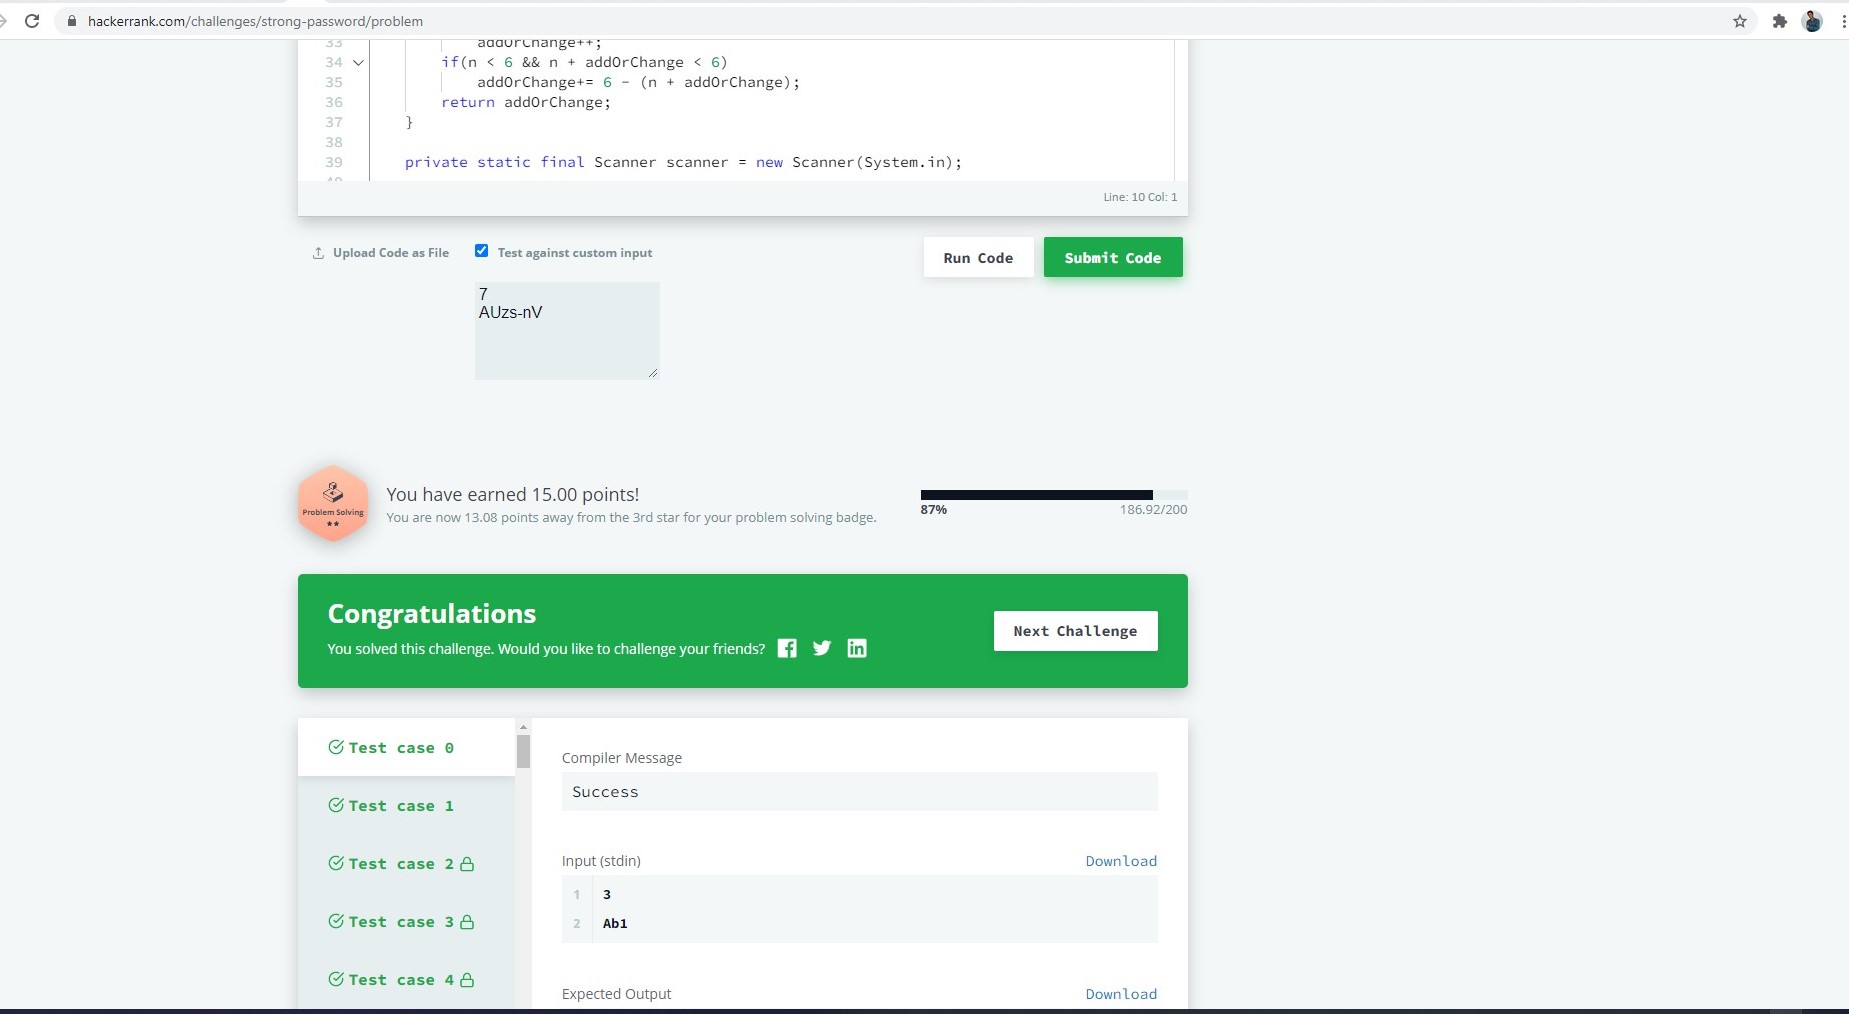 hackerrank.com/challenges/strong-password/problem
33 addOrChange++;
34 if(n < 6 && n + addOrChange < 6)
35 addOrChange+= 6 - (n + addOrChange);
36 return addOrChange;
37 }
38
39 private static final Scanner scanner = new Scanner(System.in);
40
Line: 10 Col: 1
Upload Code as File
Test against custom input
Run Code
Submit Code
7
AUzs-nV
Problem Solving
You have earned 15.00 points!
You are now 13.08 points away from the 3rd star for your problem solving badge.
87%
186.92/200
Congratulations
You solved this challenge. Would you like to challenge your friends?
Next Challenge
Test case 0
Test case 1
Test case 2
Test case 3
Test case 4
Compiler Message
Success
Input (stdin)
Download
1 3
2 Ab1
Expected Output
Download